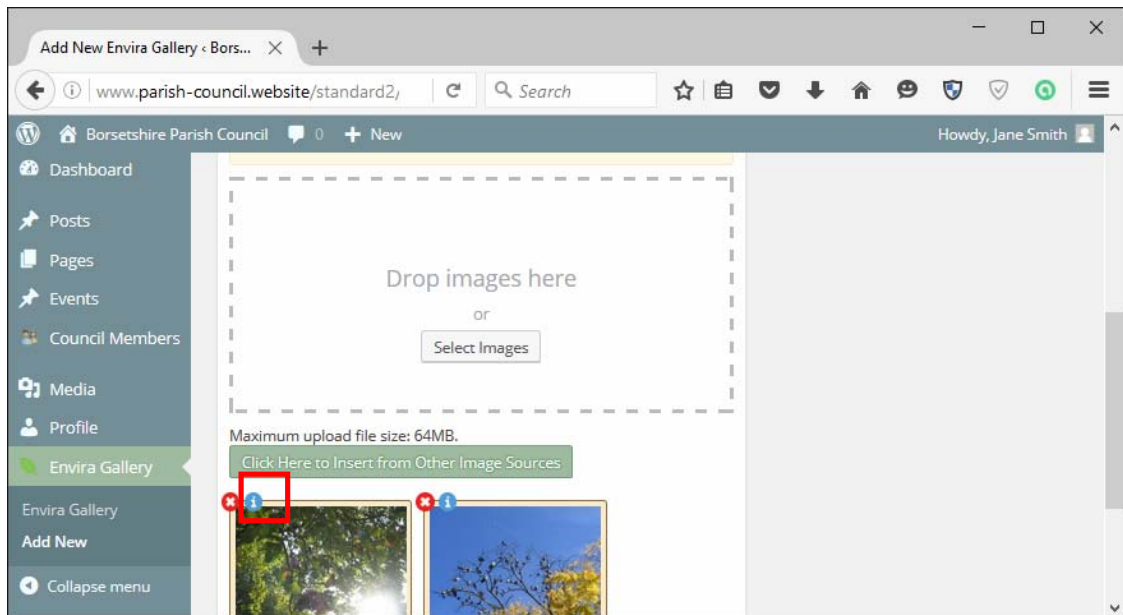 Add New Envira Gallery ‹ Bors...
www.parish-council.website/standard2/
Search
Borsetshire Parish Council 0 + New
Howdy, Jane Smith
Dashboard
Posts
Pages
Events
Council Members
Media
Profile
Envira Gallery
Envira Gallery
Add New
Collapse menu
Drop images here
or
Select Images
Maximum upload file size: 64MB.
Click Here to Insert from Other Image Sources